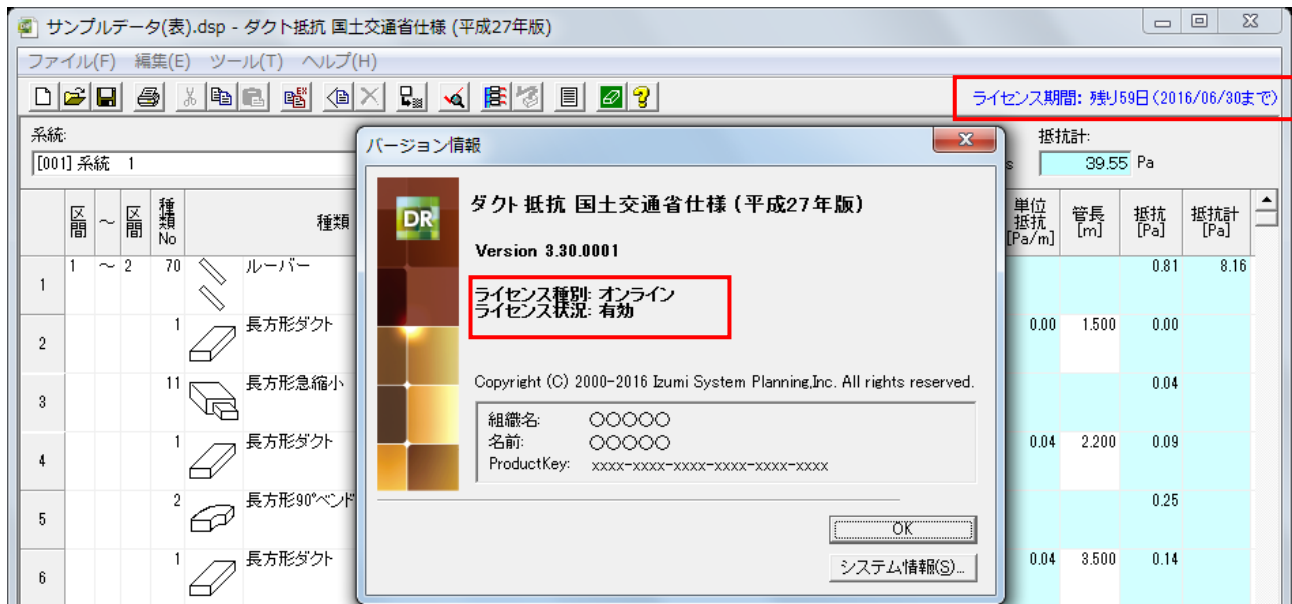 サンプルデータ(表).dsp - ダクト抵抗 国土交通省仕様 (平成27年版)
ファイル(F) 編集(E) ツール(T) ヘルプ(H)
ライセンス期間: 残り59日(2016/06/30まで)
系統:
[001] 系統 1
s
抵抗計:
39.55 Pa
区間 ～ 区間 種類No 種類 単位抵抗[Pa/m] 管長[m] 抵抗[Pa] 抵抗計[Pa]
1 1 ～ 2 70 ルーバー 0.81 8.16
2 1 長方形ダクト 0.00 1.500 0.00
3 11 長方形急縮小 0.04
4 1 長方形ダクト 0.04 2.200 0.09
5 2 長方形90°ベンド 0.25
6 1 長方形ダクト 0.04 3.500 0.14
バージョン情報
DR
ダクト抵抗 国土交通省仕様 (平成27年版)
Version 3.30.0001
ライセンス種別: オンライン
ライセンス状況: 有効
Copyright (C) 2000-2016 Izumi System Planning,Inc. All rights reserved.
組織名: 〇〇〇〇〇
名前: 〇〇〇〇〇
ProductKey: xxxx-xxxx-xxxx-xxxx-xxxx-xxxx
OK
システム情報(S)...